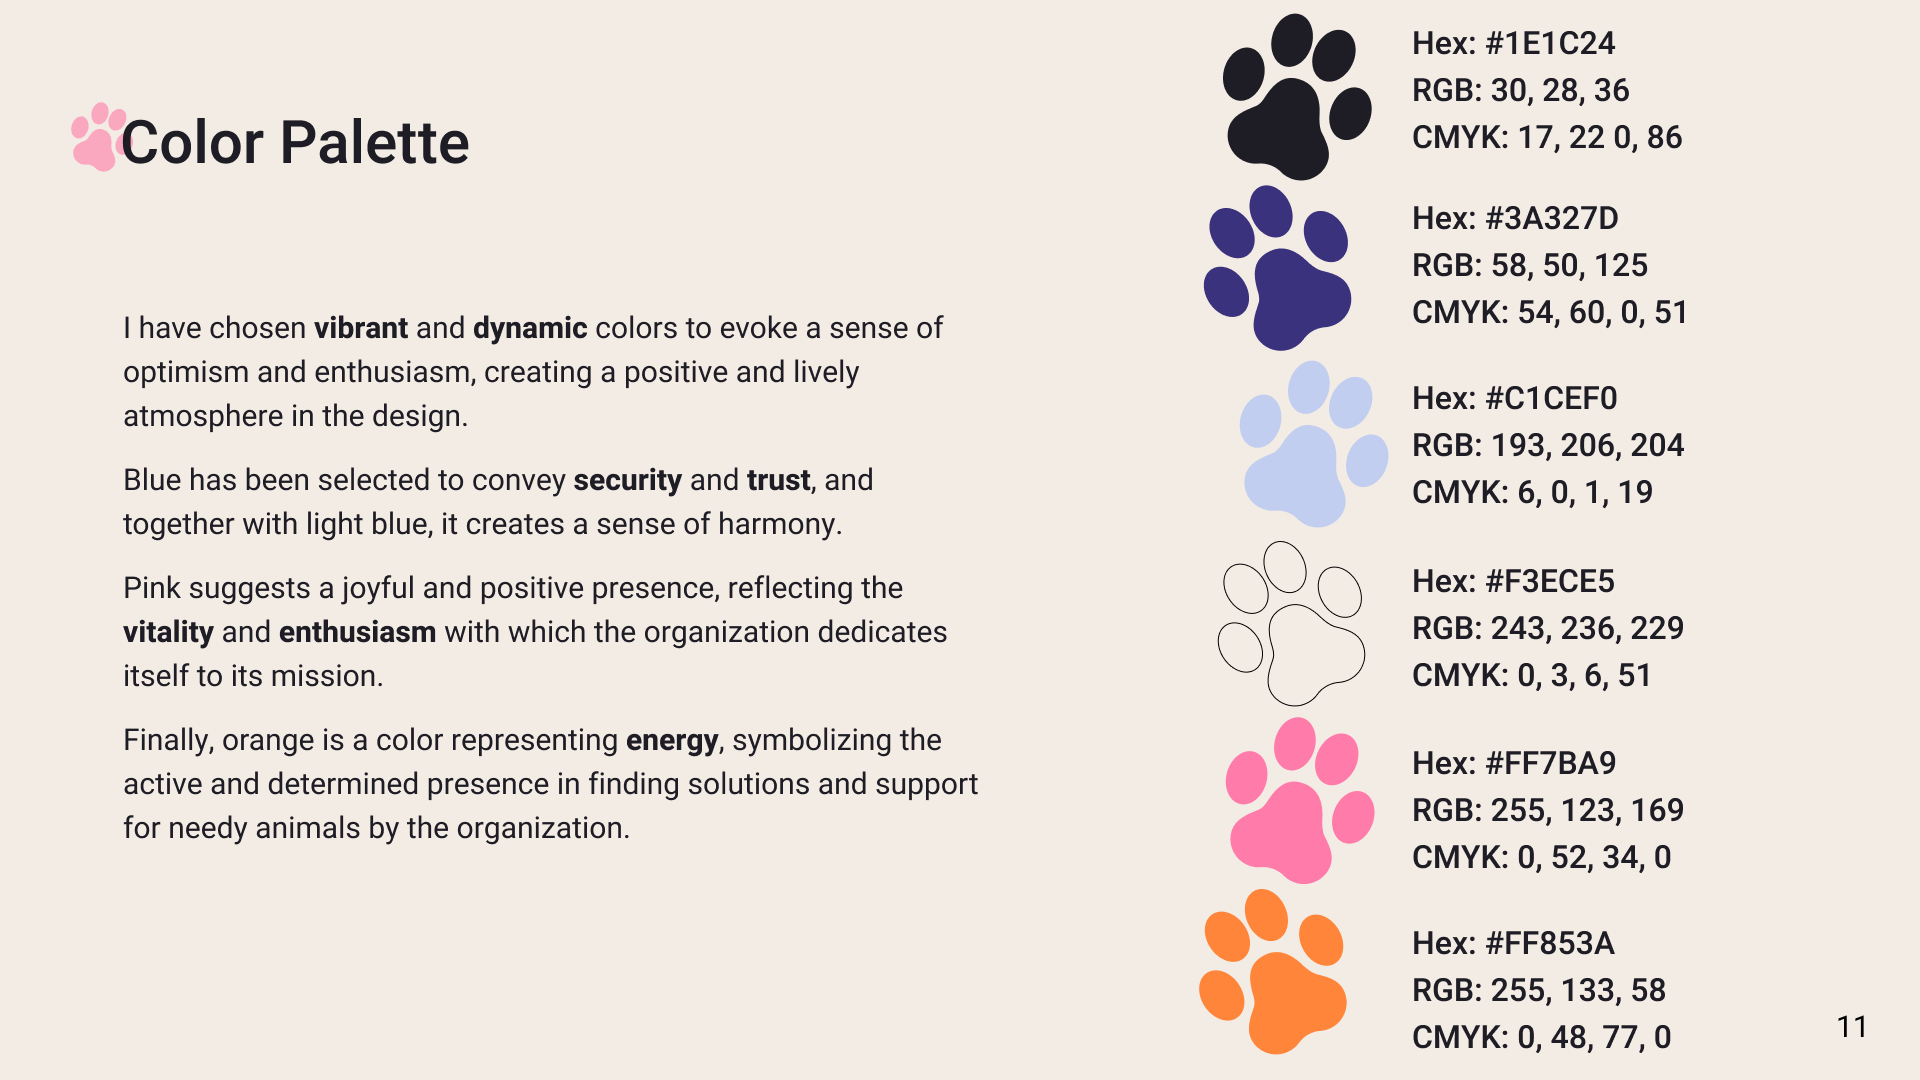 Color Palette
I have chosen vibrant and dynamic colors to evoke a sense of
optimism and enthusiasm, creating a positive and lively
atmosphere in the design.
Blue has been selected to convey security and trust, and
together with light blue, it creates a sense of harmony.
Pink suggests a joyful and positive presence, reflecting the
vitality and enthusiasm with which the organization dedicates
itself to its mission.
Finally, orange is a color representing energy, symbolizing the
active and determined presence in finding solutions and support
for needy animals by the organization.
Hex: #1E1C24
RGB: 30, 28, 36
CMYK: 17, 22 0, 86
Hex: #3A327D
RGB: 58, 50, 125
CMYK: 54, 60, 0, 51
Hex: #C1CEF0
RGB: 193, 206, 204
CMYK: 6, 0, 1, 19
Hex: #F3ECE5
RGB: 243, 236, 229
CMYK: 0, 3, 6, 51
Hex: #FF7BA9
RGB: 255, 123, 169
CMYK: 0, 52, 34, 0
Hex: #FF853A
RGB: 255, 133, 58
CMYK: 0, 48, 77, 0
11